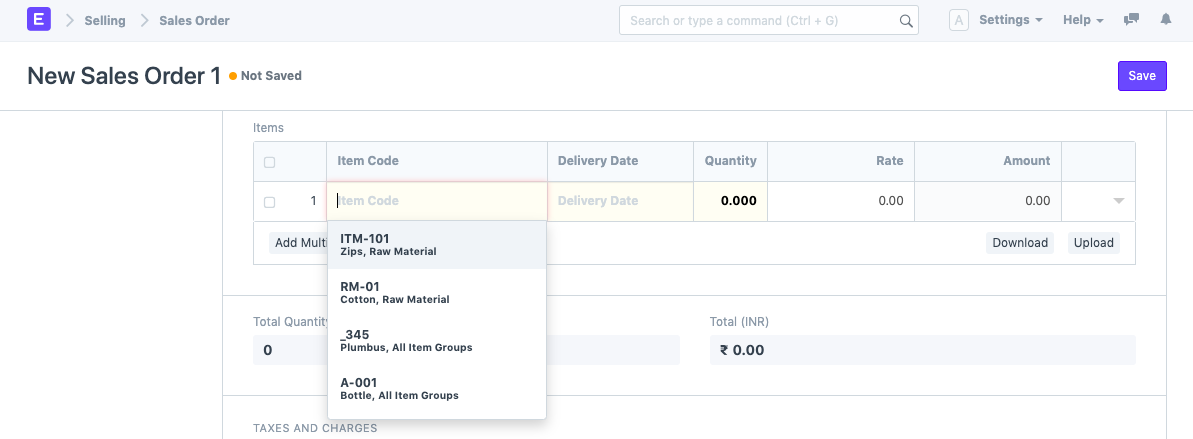 E Selling Sales Order Search or type a command (Ctrl + G) A Settings Help
New Sales Order 1 Not Saved Save
Items
Item Code Delivery Date Quantity Rate Amount
1 Item Code Delivery Date 0.000 0.00 0.00
Add Multi Download Upload
ITM-101
Zips, Raw Material
RM-01
Cotton, Raw Material
Total Quantity Total (INR)
_345
Plumbus, All Item Groups
0 ₹ 0.00
A-001
Bottle, All Item Groups
TAXES AND CHARGES